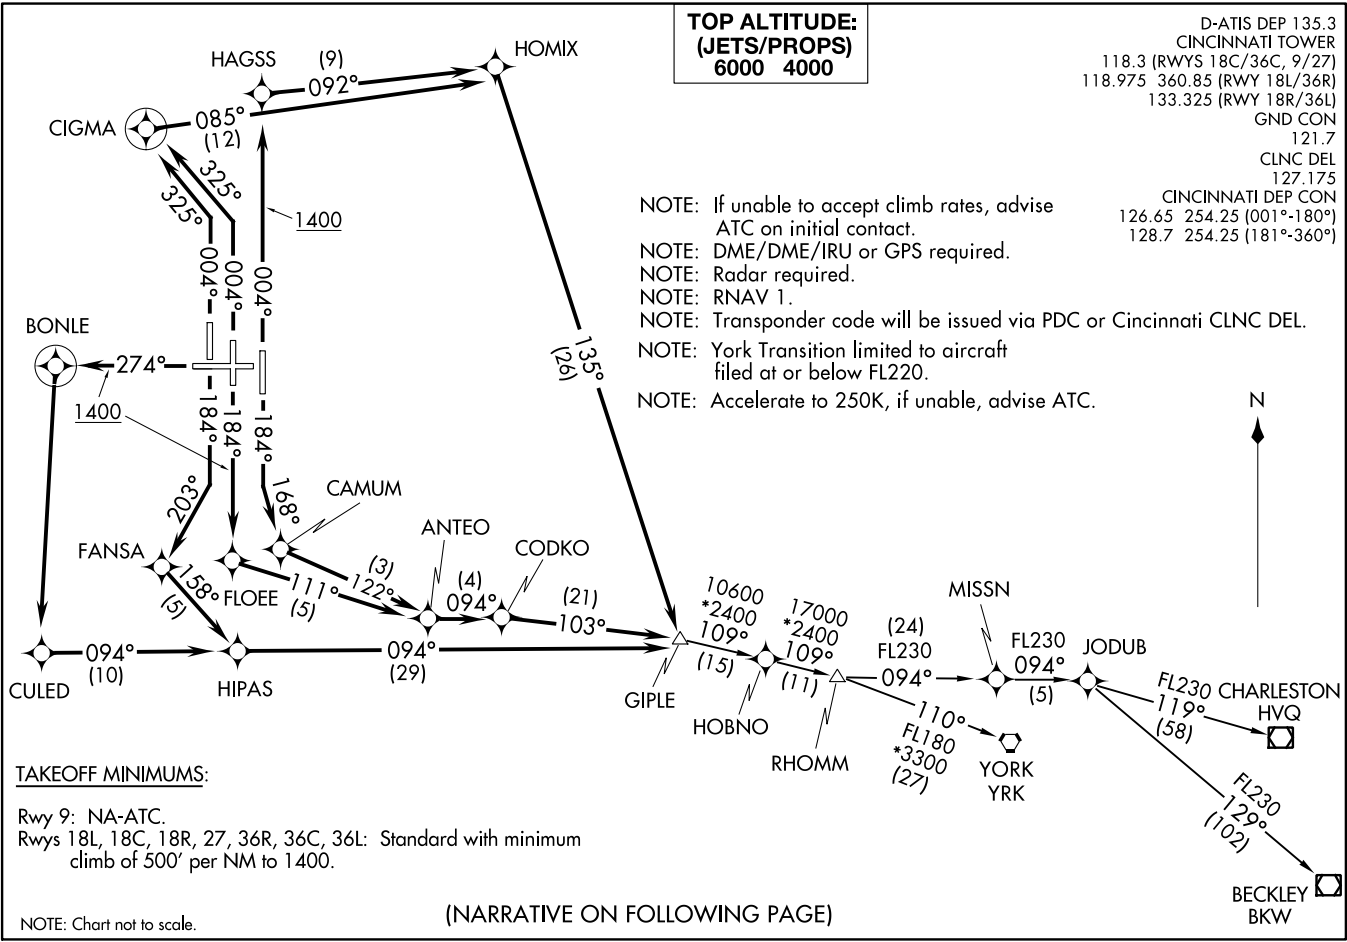 TOP ALTITUDE:
(JETS/PROPS)
6000 4000
D-ATIS DEP 135.3
CINCINNATI TOWER
118.3 (RWYS 18C/36C, 9/27)
118.975 360.85 (RWY 18L/36R)
133.325 (RWY 18R/36L)
GND CON
121.7
CLNC DEL
127.175
CINCINNATI DEP CON
126.65 254.25 (001°-180°)
128.7 254.25 (181°-360°)
HAGSS
(9)
092°
HOMIX
CIGMA
085°
(12)
325°
325°
1400
004°
004°
004°
NOTE: If unable to accept climb rates, advise
ATC on initial contact.
NOTE: DME/DME/IRU or GPS required.
NOTE: Radar required.
NOTE: RNAV 1.
NOTE: Transponder code will be issued via PDC or Cincinnati CLNC DEL.
NOTE: York Transition limited to aircraft
filed at or below FL220.
NOTE: Accelerate to 250K, if unable, advise ATC.
N
BONLE
274°
1400
135°
(26)
184°
184°
184°
203°
168°
CAMUM
FANSA
FLOEE
158°
(5)
111°
(5)
(3)
122°
ANTEO
(4)
094°
CODKO
(21)
103°
CULED
094°
(10)
HIPAS
094°
(29)
GIPLE
10600
*2400
109°
(15)
HOBNO
17000
*2400
109°
(11)
RHOMM
(24)
FL230
094°
MISSN
FL230
094°
(5)
JODUB
FL230
119°
(58)
CHARLESTON
HVQ
110°
FL180
*3300
(27)
YORK
YRK
FL230
129°
(102)
BECKLEY
BKW
TAKEOFF MINIMUMS:
Rwy 9: NA-ATC.
Rwys 18L, 18C, 18R, 27, 36R, 36C, 36L: Standard with minimum
climb of 500' per NM to 1400.
NOTE: Chart not to scale.
(NARRATIVE ON FOLLOWING PAGE)